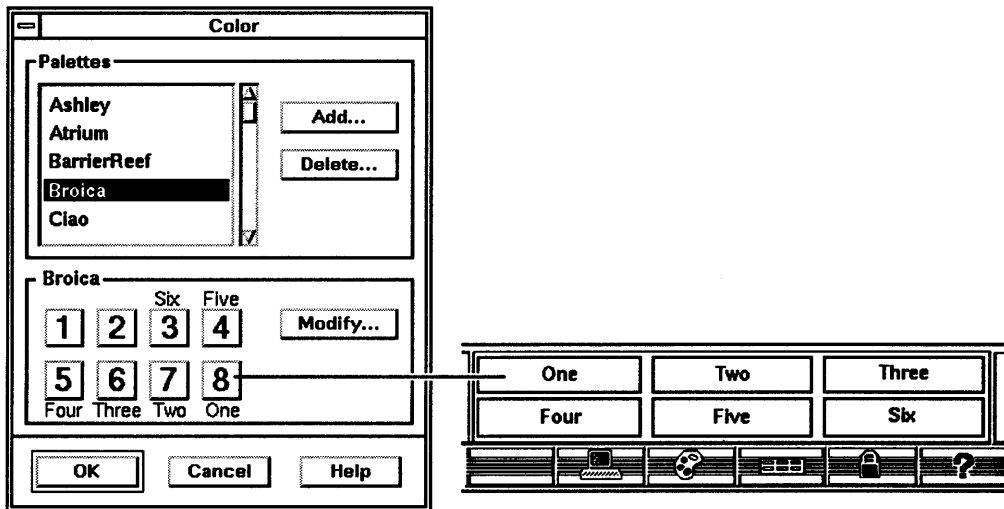 Color
Palettes
Ashley
Atrium
BarrierReef
Broica
Ciao
Add...
Delete...
Broica
Six Five
1 2 3 4
Modify...
5 6 7 8
Four Three Two One
OK Cancel Help
One Two Three
Four Five Six
?